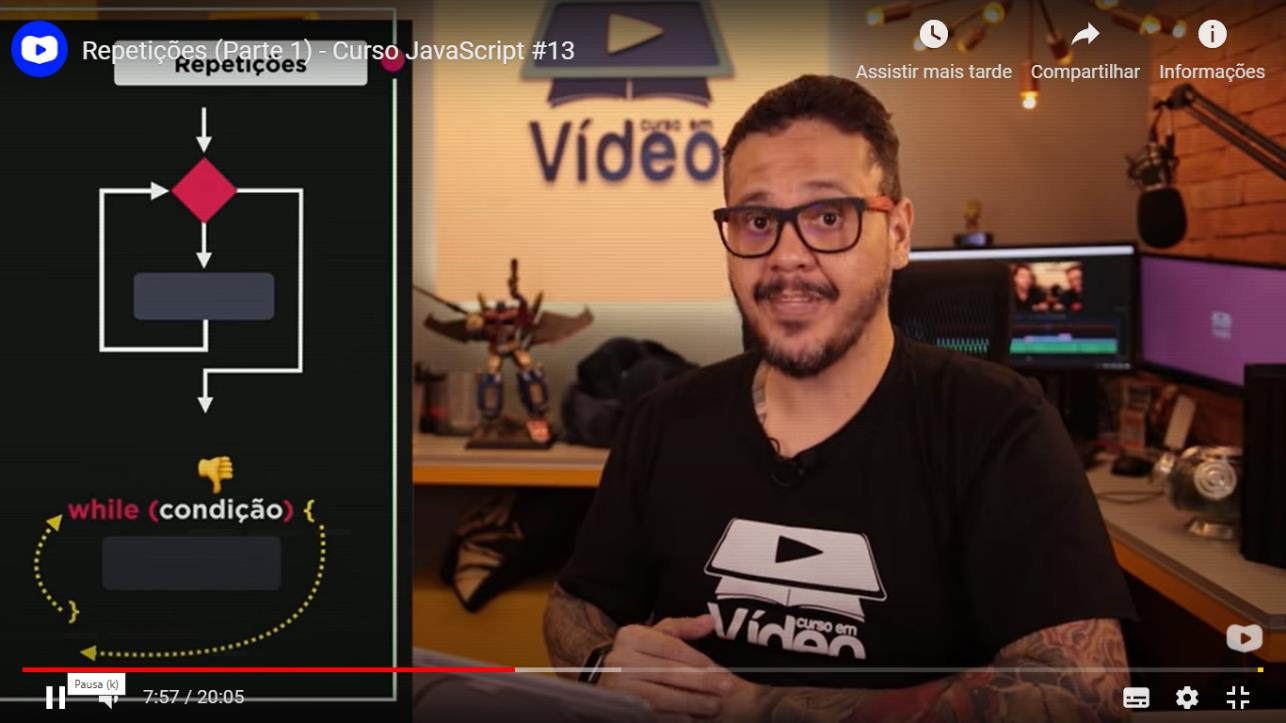 Repetições (Parte 1) - Curso JavaScript #13
Assistir mais tarde
Compartilhar
Informações
Repetições
curso em
Vídeo
while (condição) {
}
curso em
Vídeo
Pausa (k)
7:57 / 20:05